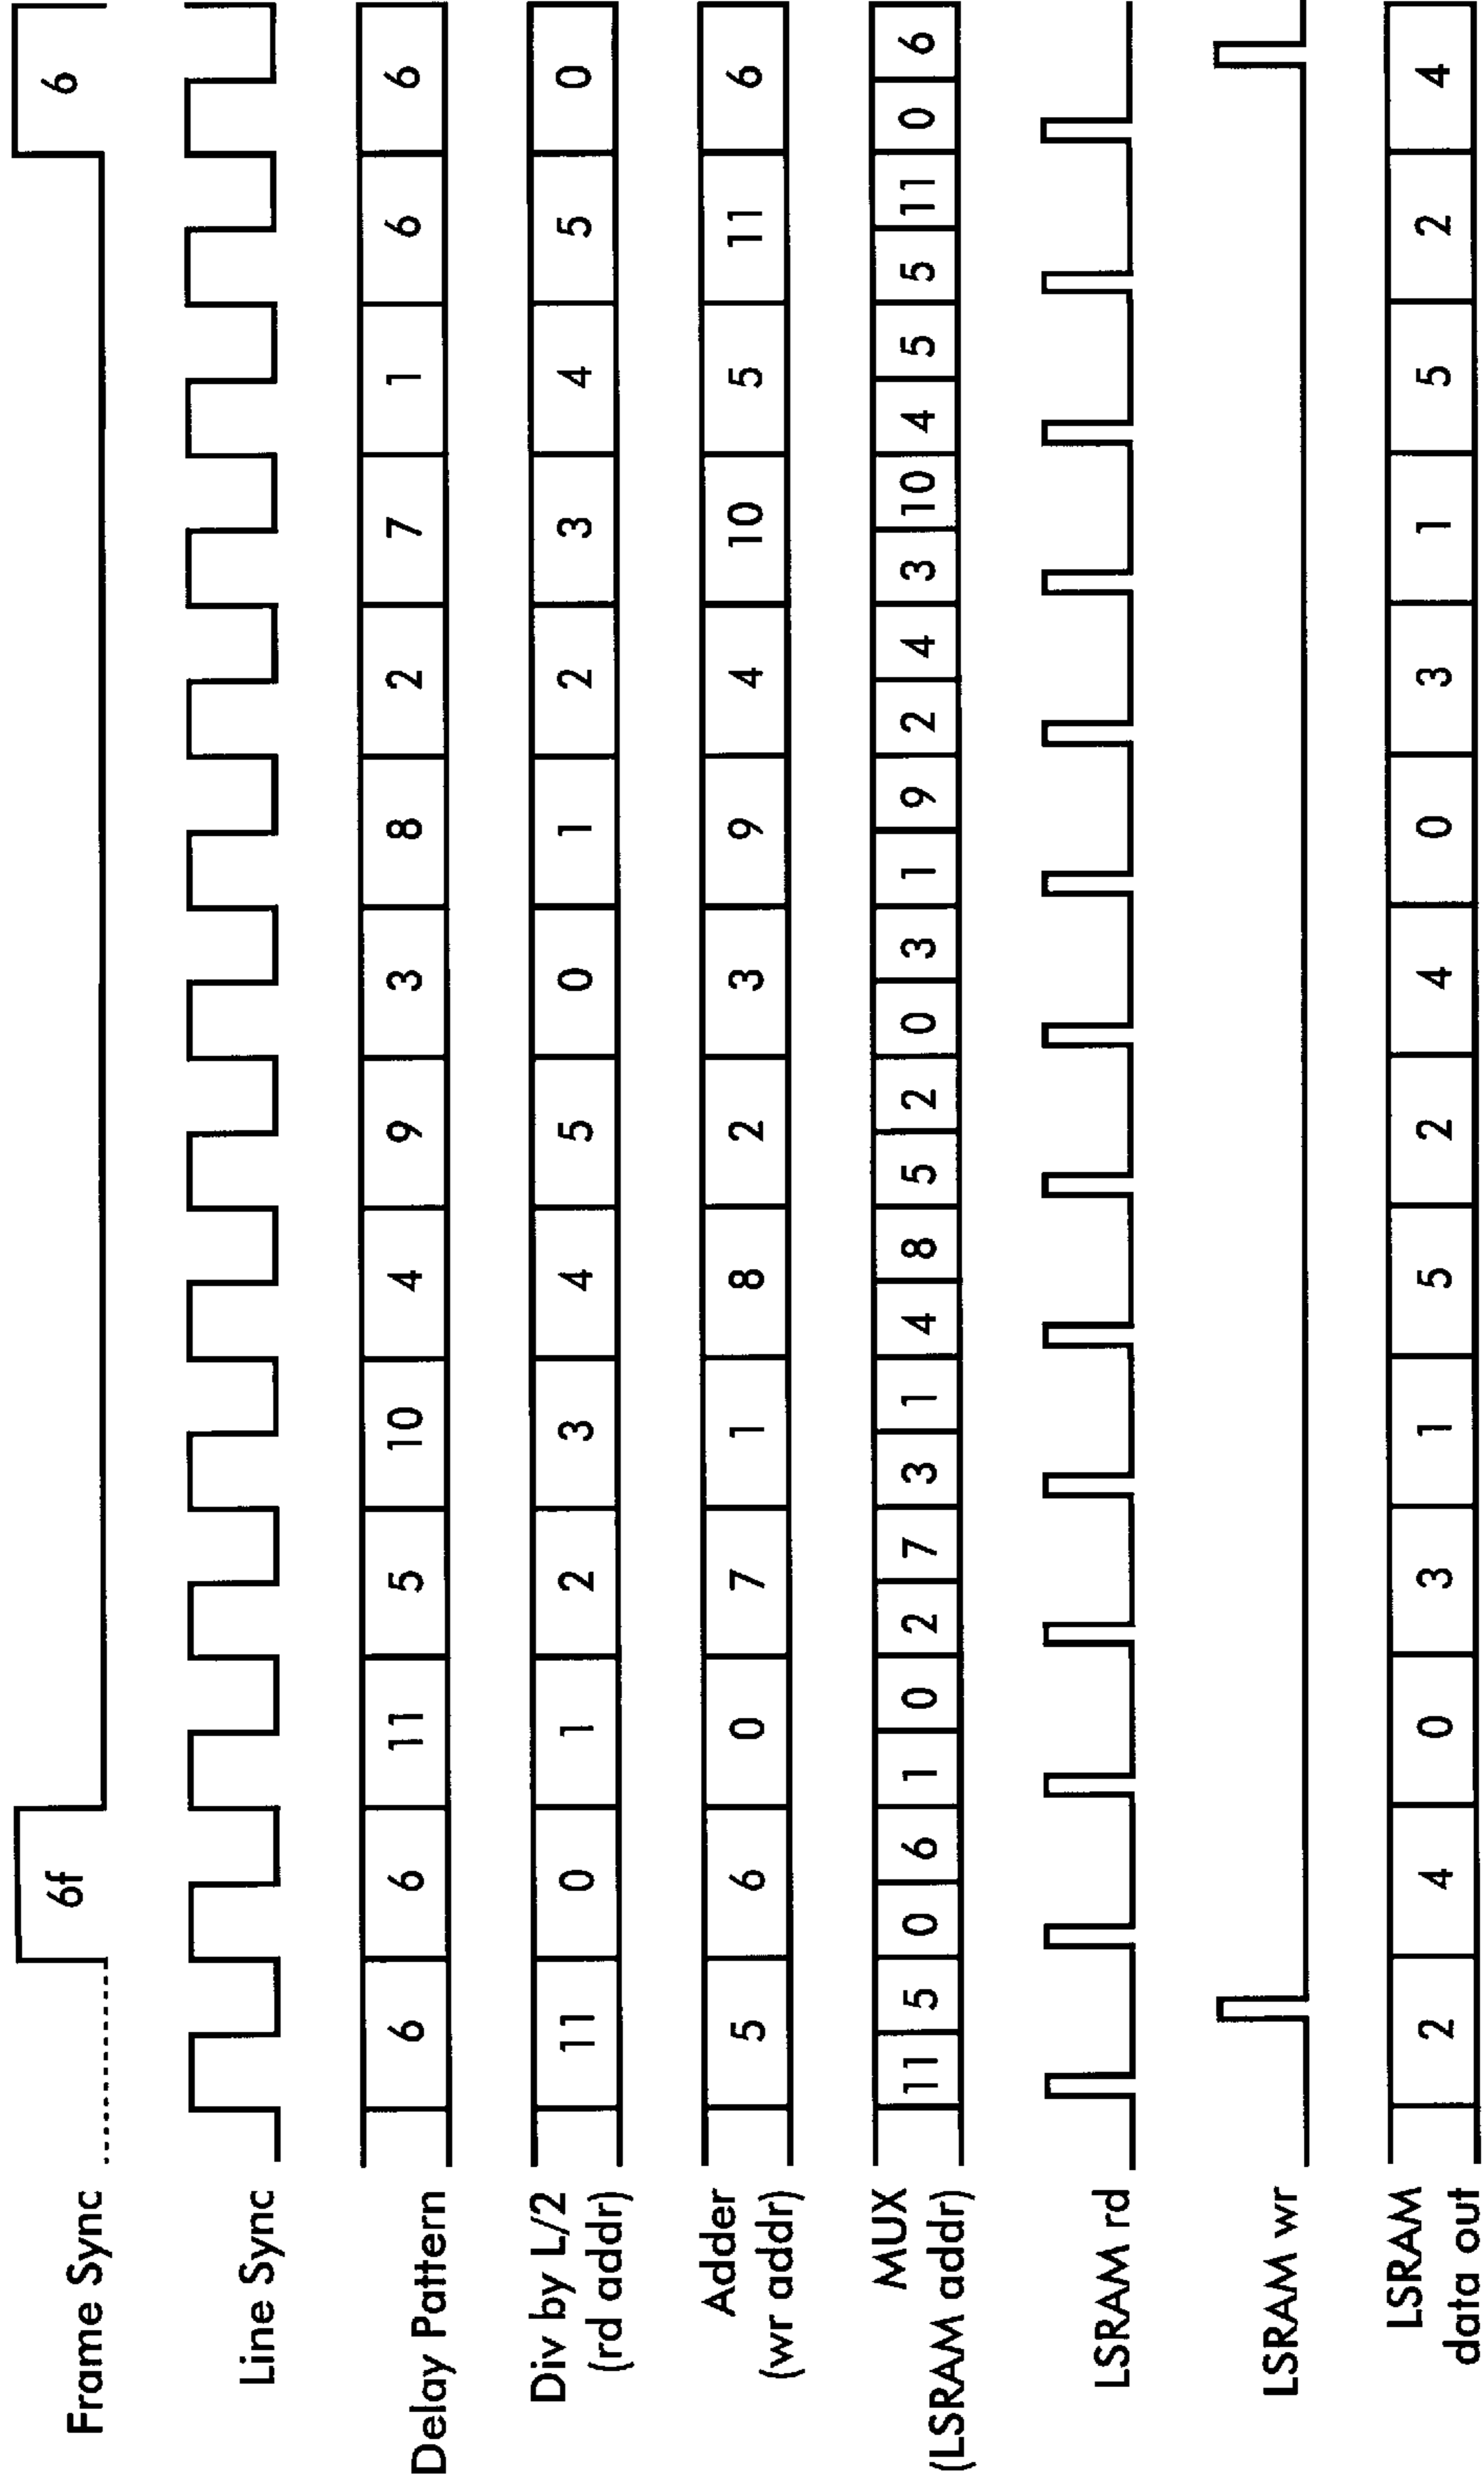 Frame Sync 6f 6
Line Sync
Delay Pattern 6 6 11 5 10 4 9 3 8 2 7 1 6 6
Div by L/2 11 0 1 2 3 4 5 0 1 2 3 4 5 0
(rd addr)
Adder 5 6 0 7 1 8 2 3 9 4 10 5 11 6
(wr addr)
MUX 11 5 0 6 1 0 2 7 3 1 4 8 5 2 0 3 1 9 2 4 3 10 4 5 5 11 0 6
(LSRAM addr)
LSRAM rd
LSRAM wr
LSRAM 2 4 0 3 1 5 2 4 0 3 1 5 2 4
data out